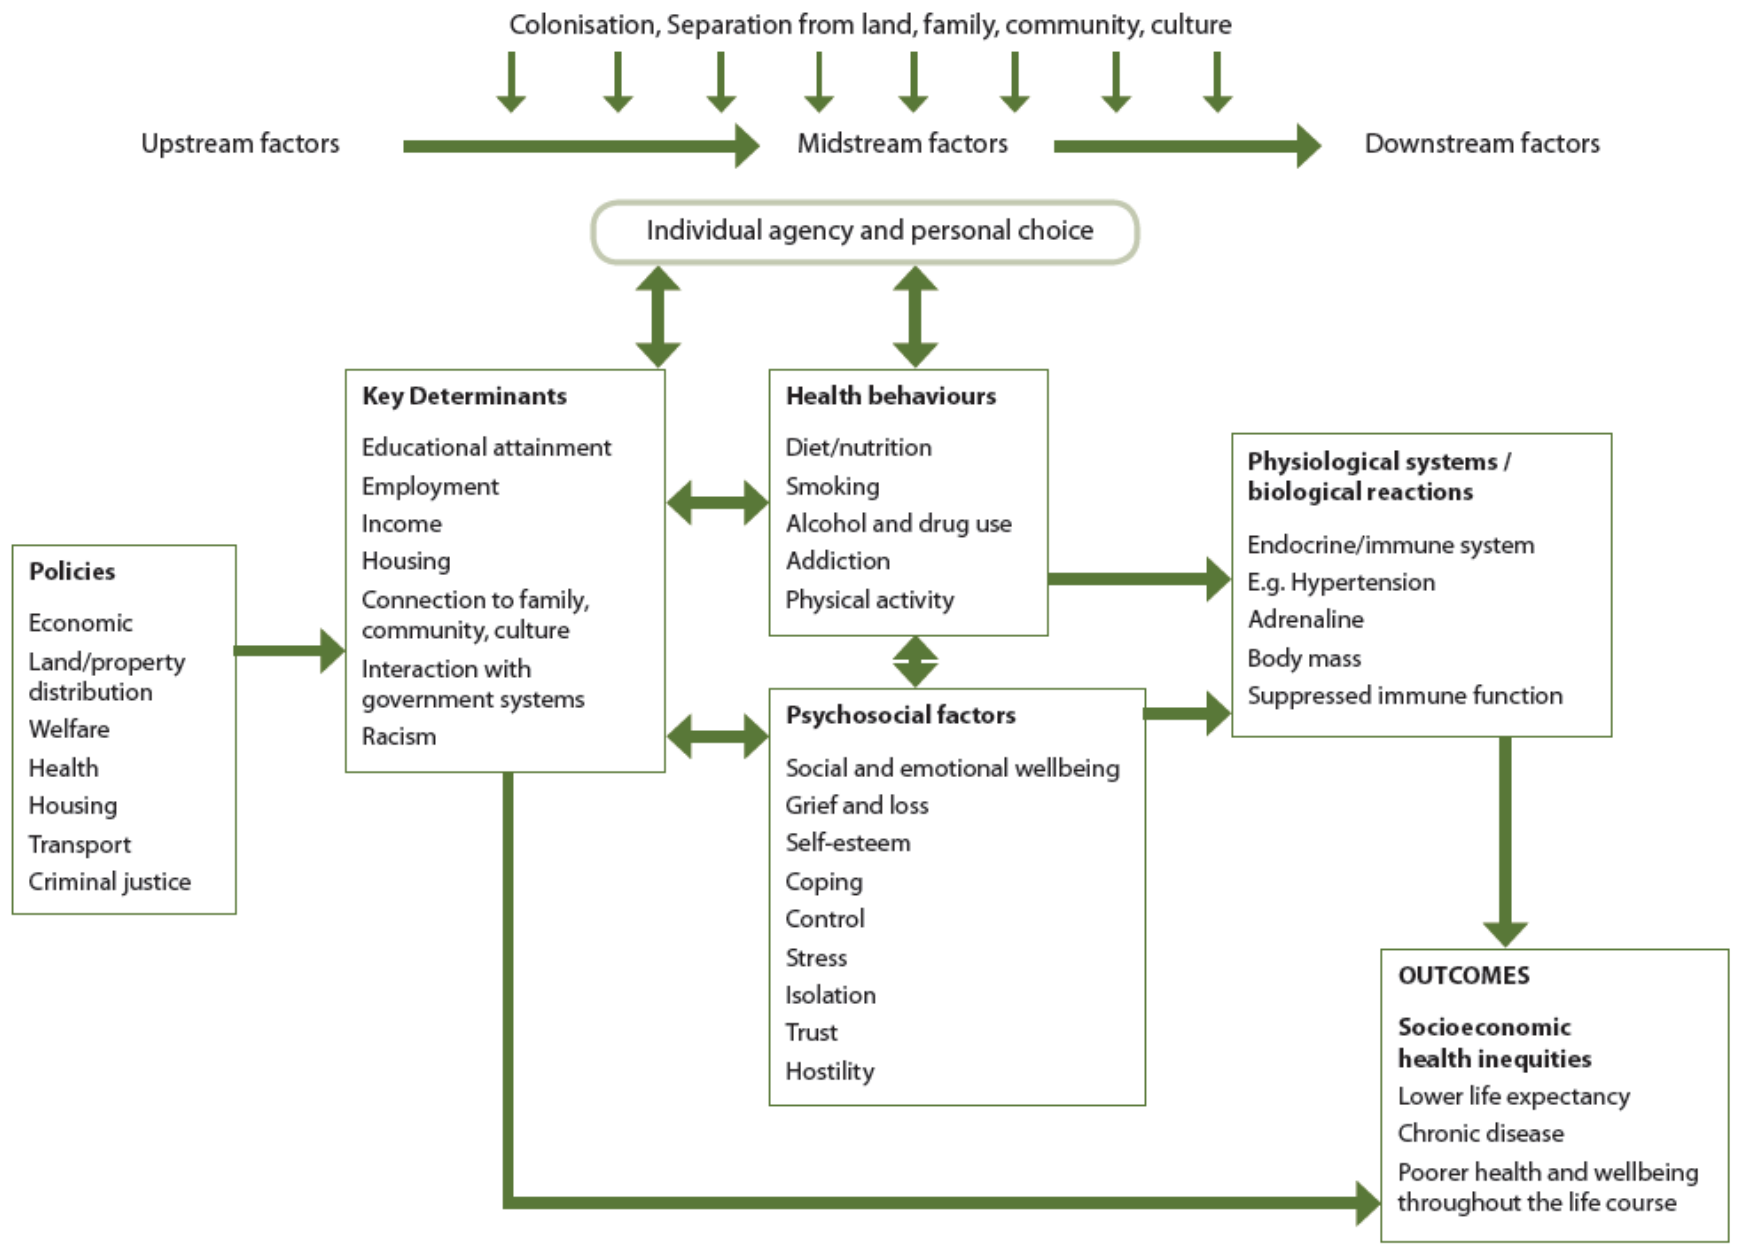 Colonisation, Separation from land, family, community, culture
Upstream factors
Midstream factors
Downstream factors
Individual agency and personal choice
Policies
Economic
Land/property
distribution
Welfare
Health
Housing
Transport
Criminal justice
Key Determinants
Educational attainment
Employment
Income
Housing
Connection to family,
community, culture
Interaction with
government systems
Racism
Health behaviours
Diet/nutrition
Smoking
Alcohol and drug use
Addiction
Physical activity
Psychosocial factors
Social and emotional wellbeing
Grief and loss
Self-esteem
Coping
Control
Stress
Isolation
Trust
Hostility
Physiological systems /
biological reactions
Endocrine/immune system
E.g. Hypertension
Adrenaline
Body mass
Suppressed immune function
OUTCOMES
Socioeconomic
health inequities
Lower life expectancy
Chronic disease
Poorer health and wellbeing
throughout the life course